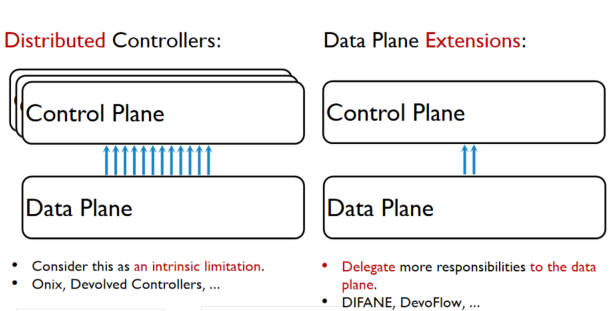 Distributed Controllers:
Control Plane
Data Plane
• Consider this as an intrinsic limitation.
• Onix, Devolved Controllers, ...
Data Plane Extensions:
Control Plane
Data Plane
• Delegate more responsibilities to the data
plane.
• DIFANE, DevoFlow, ...